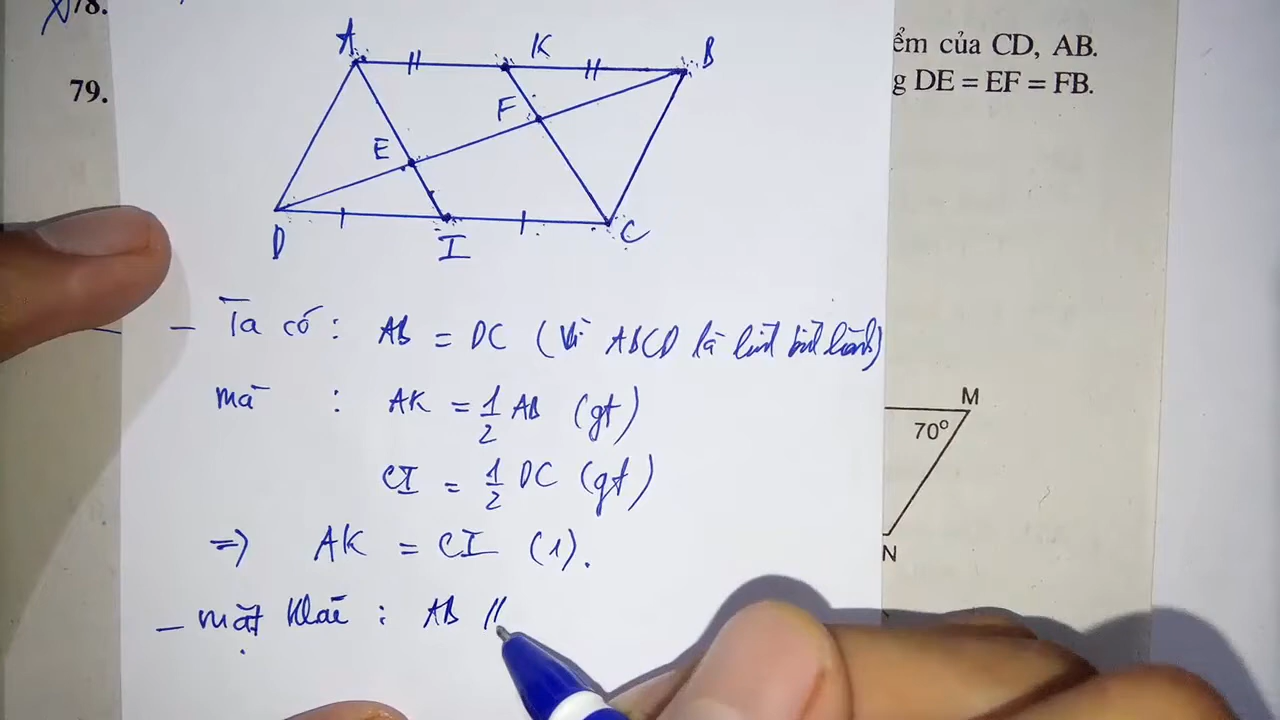 78.
79.
ểm của CD, AB.
g DE = EF = FB.
A K B
F
E
D I C
M
70°
N
- Ta có: AB = DC (Vì ABCD là hình bình hành)
mà : AK = 1/2 AB (gt)
CI = 1/2 DC (gt)
=> AK = CI (1).
- mặt khác : AB //